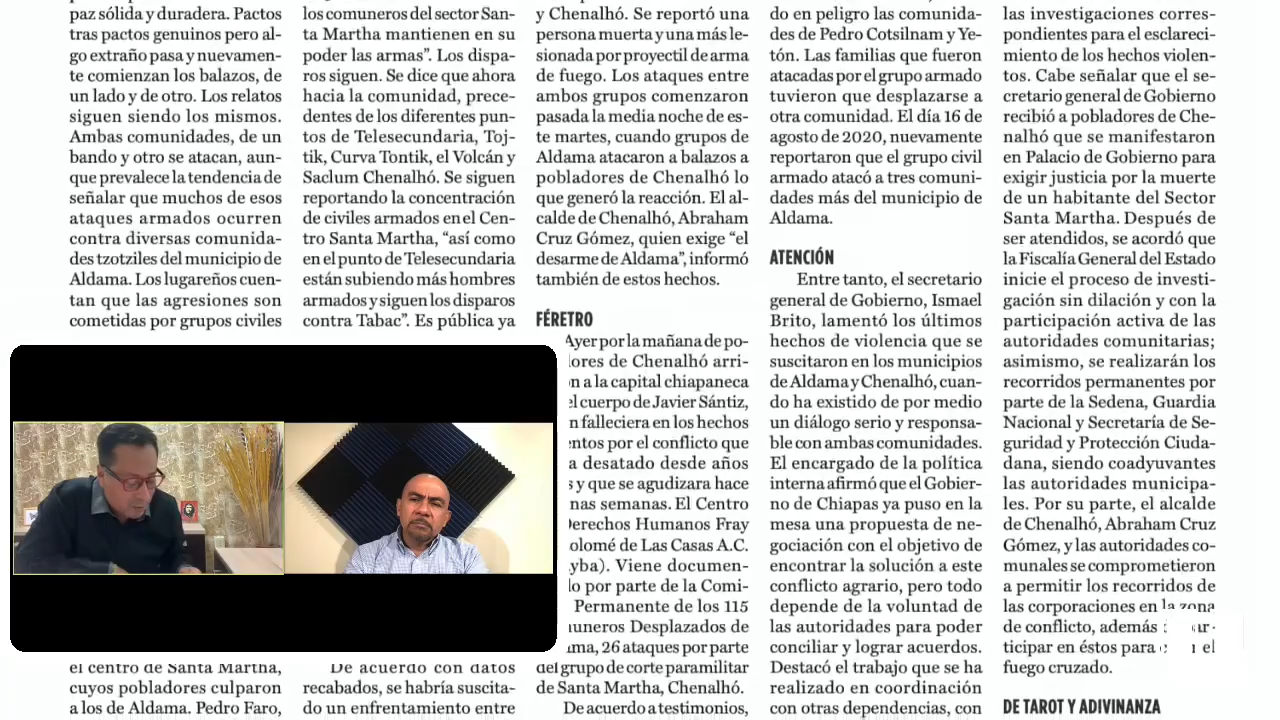 paz sólida y duradera. Pactos
tras pactos genuinos pero al-
go extraño pasa y nuevamen-
te comienzan los balazos, de
un lado y de otro. Los relatos
siguen siendo los mismos.
Ambas comunidades, de un
bando y otro se atacan, aun-
que prevalece la tendencia de
señalar que muchos de esos
ataques armados ocurren
contra diversas comunida-
des tzotziles del municipio de
Aldama. Los lugareños cuen-
tan que las agresiones son
cometidas por grupos civiles
el centro de Santa Martha,
cuyos pobladores culparon
a los de Aldama. Pedro Faro,
los comuneros del sector San-
ta Martha mantienen en su
poder las armas”. Los dispa-
ros siguen. Se dice que ahora
hacia la comunidad, prece-
dentes de los diferentes pun-
tos de Telesecundaria, Toj-
tik, Curva Tontik, el Volcán y
Saclum Chenalhó. Se siguen
reportando la concentración
de civiles armados en el Cen-
tro Santa Martha, “así como
en el punto de Telesecundaria
están subiendo más hombres
armados y siguen los disparos
contra Tabac”. Es pública ya
De acuerdo con datos
recabados, se habría suscita-
do un enfrentamiento entre
y Chenalhó. Se reportó una
persona muerta y una más le-
sionada por proyectil de arma
de fuego. Los ataques entre
ambos grupos comenzaron
pasada la media noche de es-
te martes, cuando grupos de
Aldama atacaron a balazos a
pobladores de Chenalhó lo
que generó la reacción. El al-
calde de Chenalhó, Abraham
Cruz Gómez, quien exige “el
desarme de Aldama”, informó
también de estos hechos.
FÉRETRO
Ayer por la mañana de po-
ores de Chenalhó arri-
n a la capital chiapaneca
el cuerpo de Javier Sántiz,
n falleciera en los hechos
ntos por el conflicto que
a desatado desde años
s y que se agudizara hace
nas semanas. El Centro
erechos Humanos Fray
olomé de Las Casas A.C.
yba). Viene documen-
o por parte de la Comi-
Permanente de los 115
uneros Desplazados de
ma, 26 ataques por parte
del grupo de corte paramilitar
de Santa Martha, Chenalhó.
De acuerdo a testimonios,
do en peligro las comunida-
des de Pedro Cotsilnam y Ye-
tón. Las familias que fueron
atacadas por el grupo armado
tuvieron que desplazarse a
otra comunidad. El día 16 de
agosto de 2020, nuevamente
reportaron que el grupo civil
armado atacó a tres comuni-
dades más del municipio de
Aldama.
ATENCIÓN
Entre tanto, el secretario
general de Gobierno, Ismael
Brito, lamentó los últimos
hechos de violencia que se
suscitaron en los municipios
de Aldama y Chenalhó, cuan-
do ha existido de por medio
un diálogo serio y responsa-
ble con ambas comunidades.
El encargado de la política
interna afirmó que el Gobier-
no de Chiapas ya puso en la
mesa una propuesta de ne-
gociación con el objetivo de
encontrar la solución a este
conflicto agrario, pero todo
depende de la voluntad de
las autoridades para poder
conciliar y lograr acuerdos.
Destacó el trabajo que se ha
realizado en coordinación
con otras dependencias, con
las investigaciones corres-
pondientes para el esclareci-
miento de los hechos violen-
tos. Cabe señalar que el se-
cretario general de Gobierno
recibió a pobladores de Che-
nalhó que se manifestaron
en Palacio de Gobierno para
exigir justicia por la muerte
de un habitante del Sector
Santa Martha. Después de
ser atendidos, se acordó que
la Fiscalía General del Estado
inicie el proceso de investi-
gación sin dilación y con la
participación activa de las
autoridades comunitarias;
asimismo, se realizarán los
recorridos permanentes por
parte de la Sedena, Guardia
Nacional y Secretaría de Se-
guridad y Protección Ciuda-
dana, siendo coadyuvantes
las autoridades municipa-
les. Por su parte, el alcalde
de Chenalhó, Abraham Cruz
Gómez, y las autoridades co-
munales se comprometieron
a permitir los recorridos de
las corporaciones en la zona
de conflicto, además
ticipar en éstos para el
fuego cruzado.
DE TAROT Y ADIVINANZA